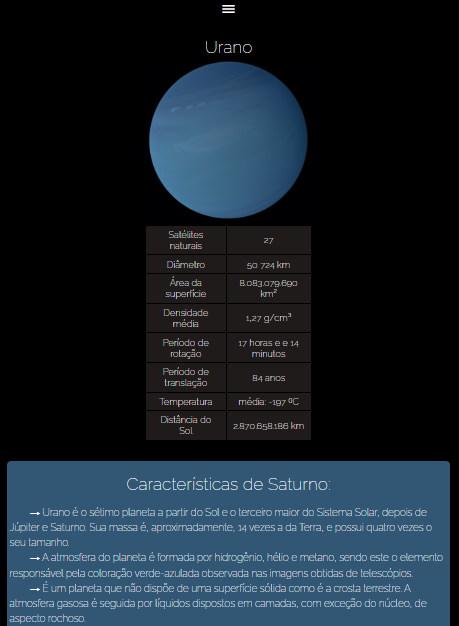 Urano
Satélites
naturais
27
Diâmetro
50 724 km
Área da
superfície
8.083.079.690
km²
Densidade
média
1,27 g/cm³
Período de
rotação
17 horas e e 14
minutos
Período de
translação
84 anos
Temperatura
média: -197 ºC
Distância do
Sol
2.870.658.186 km
Características de Saturno:
→ Urano é o sétimo planeta a partir do Sol e o terceiro maior do Sistema Solar, depois de
Júpiter e Saturno. Sua massa é, aproximadamente, 14 vezes a da Terra, e possui quatro vezes o
seu tamanho.
→ A atmosfera do planeta é formada por hidrogênio, hélio e metano, sendo este o elemento
responsável pela coloração verde-azulada observada nas imagens obtidas de telescópios.
→ É um planeta que não dispõe de uma superfície sólida como é a crosta terrestre. A
atmosfera gasosa é seguida por líquidos dispostos em camadas, com exceção do núcleo, de
aspecto rochoso.